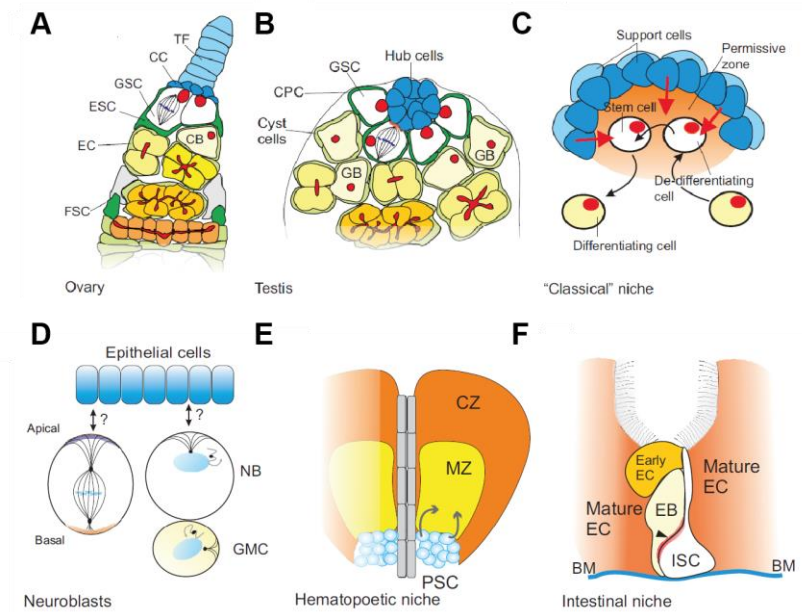 A
TF
CC
GSC
ESC
EC
CB
FSC
Ovary
B
Hub cells
GSC
CPC
Cyst
cells
GB
GB
Testis
C
Support cells
Permissive
zone
Stem cell
De-differentiating
cell
Differentiating cell
"Classical" niche
D
Epithelial cells
?
?
Apical
NB
Basal
GMC
Neuroblasts
E
CZ
MZ
PSC
Hematopoetic niche
F
Early
EC
Mature
EC
Mature
EC
EB
ISC
BM
BM
Intestinal niche